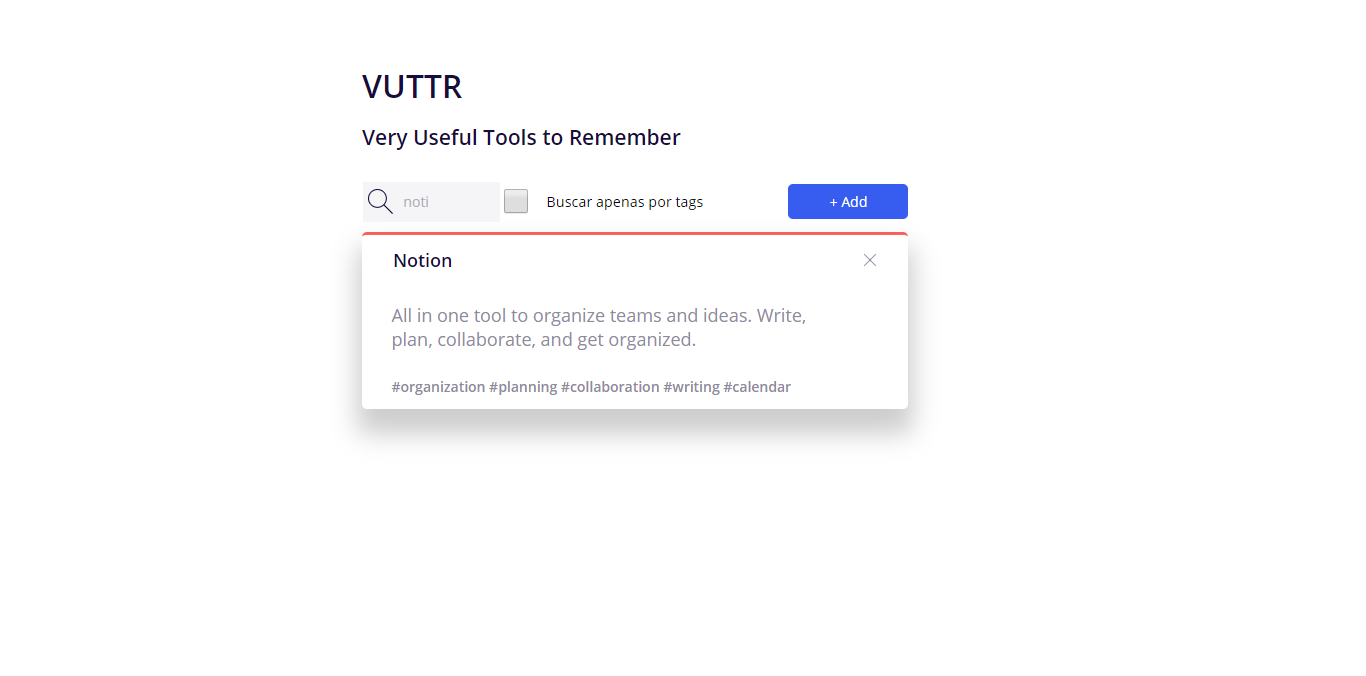 VUTTR
Very Useful Tools to Remember
noti
Buscar apenas por tags
+ Add
Notion
All in one tool to organize teams and ideas. Write,
plan, collaborate, and get organized.
#organization #planning #collaboration #writing #calendar